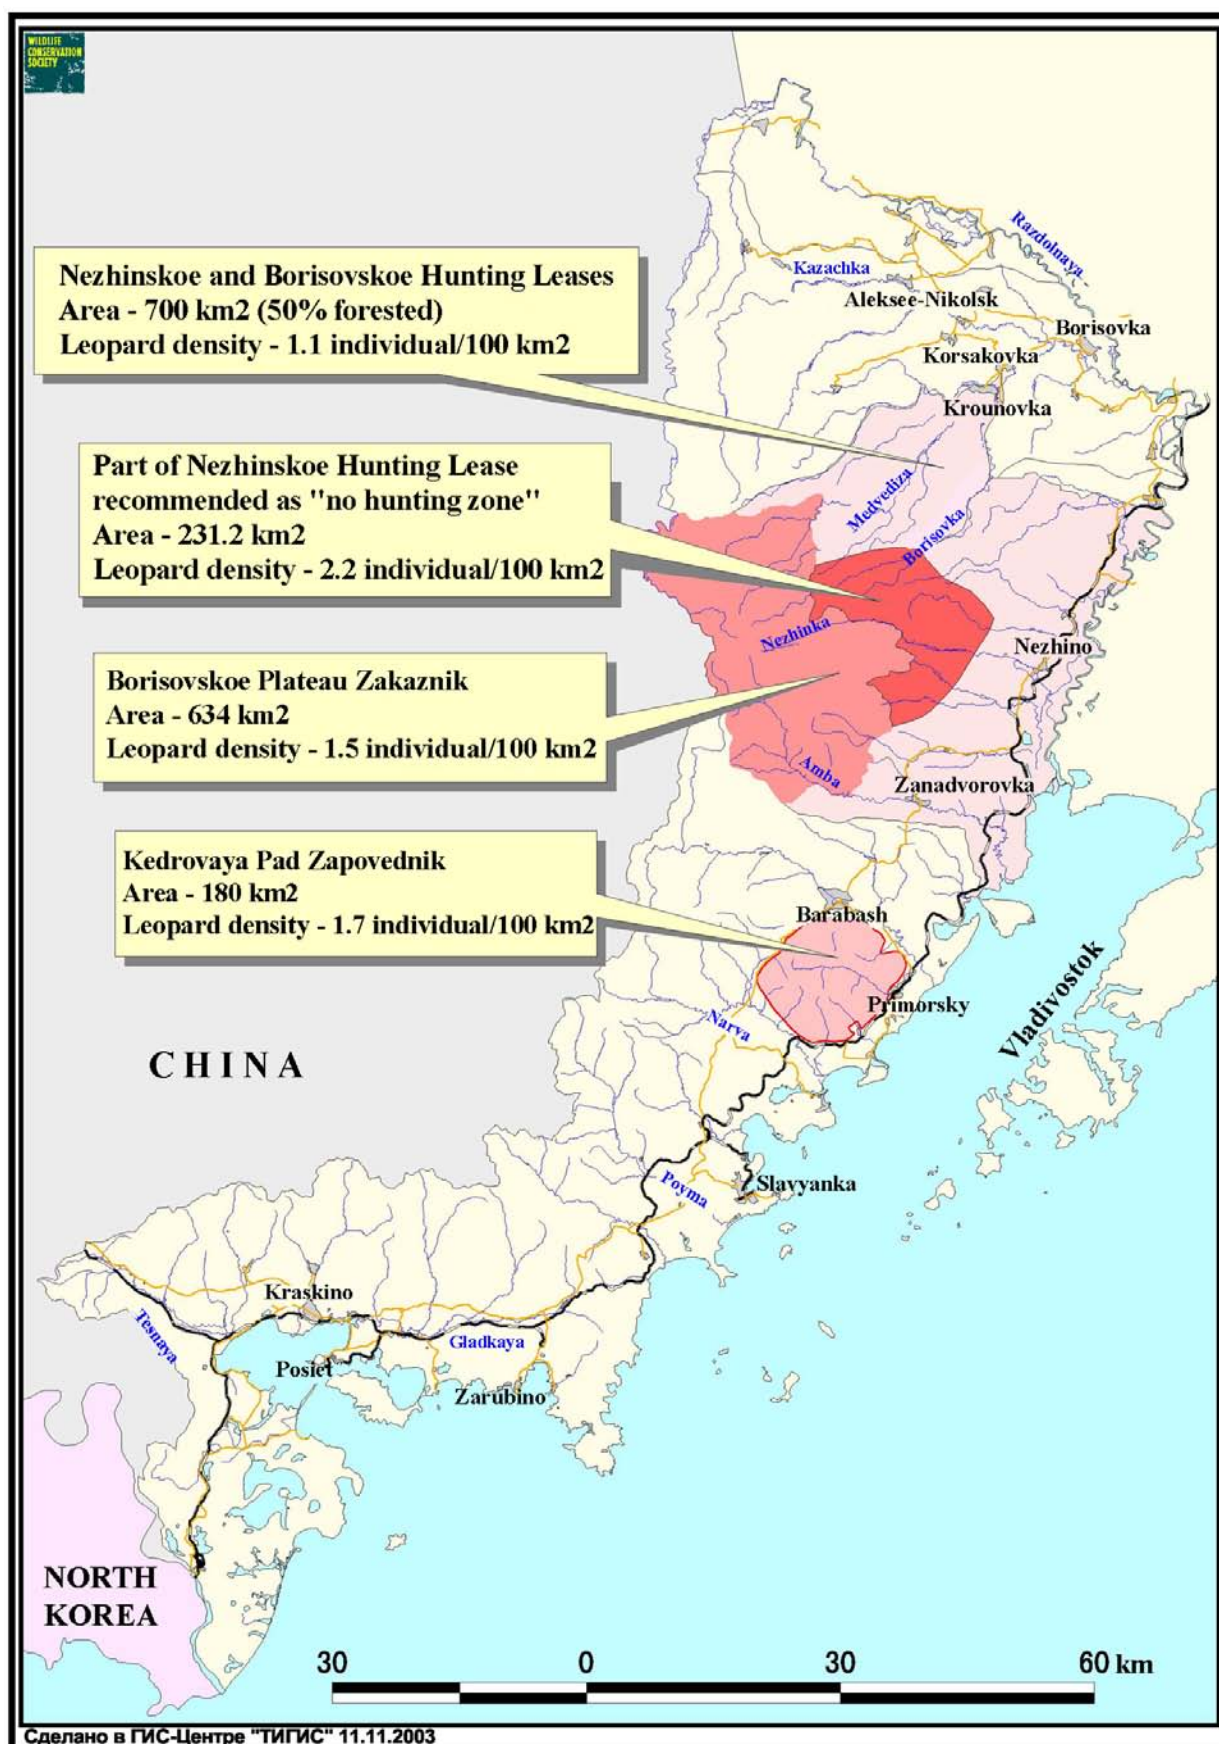 WILDLIFE
CONSERVATION
SOCIETY
Razdolnaya
Kazachka
Aleksee-Nikolsk
Borisovka
Korsakovka
Krounovka
Nezhinskoe and Borisovskoe Hunting Leases
Area - 700 km2 (50% forested)
Leopard density - 1.1 individual/100 km2
Part of Nezhinskoe Hunting Lease
recommended as "no hunting zone"
Area - 231.2 km2
Leopard density - 2.2 individual/100 km2
Medvediza
Borisovka
Nezhinka
Nezhino
Borisovskoe Plateau Zakaznik
Area - 634 km2
Leopard density - 1.5 individual/100 km2
Amba
Zanadvorovka
Kedrovaya Pad Zapovednik
Area - 180 km2
Leopard density - 1.7 individual/100 km2
Barabash
Primorsky
Narva
Vladivostok
CHINA
Poyma
Slavyanka
Kraskino
Tesnaya
Gladkaya
Posiet
Zarubino
NORTH
KOREA
30 0 30 60 km
Сделано в ГИС-Центре "ТИГИС" 11.11.2003